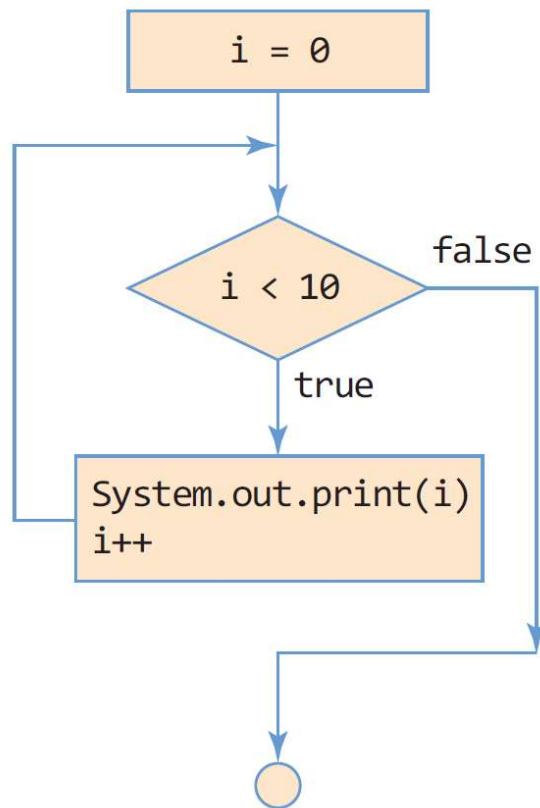 i = 0
i < 10
false
true
System.out.print(i)
i++